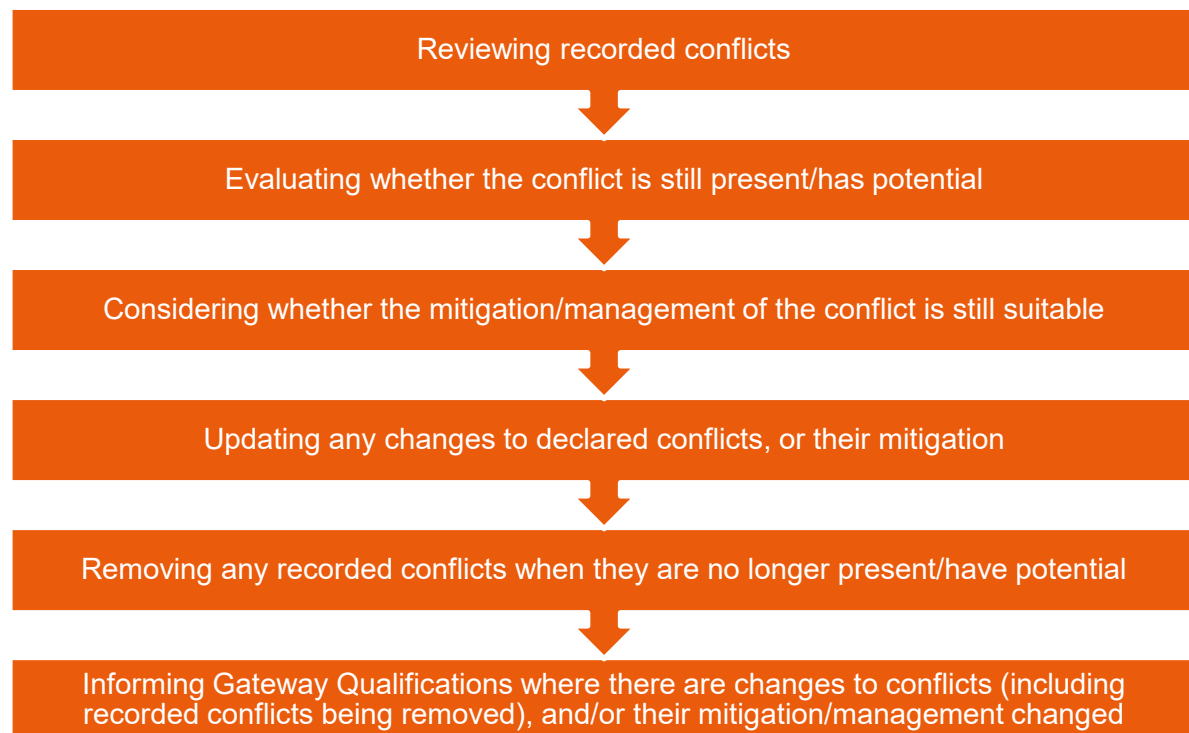 Reviewing recorded conflicts
Evaluating whether the conflict is still present/has potential
Considering whether the mitigation/management of the conflict is still suitable
Updating any changes to declared conflicts, or their mitigation
Removing any recorded conflicts when they are no longer present/have potential
Informing Gateway Qualifications where there are changes to conflicts (including
recorded conflicts being removed), and/or their mitigation/management changed